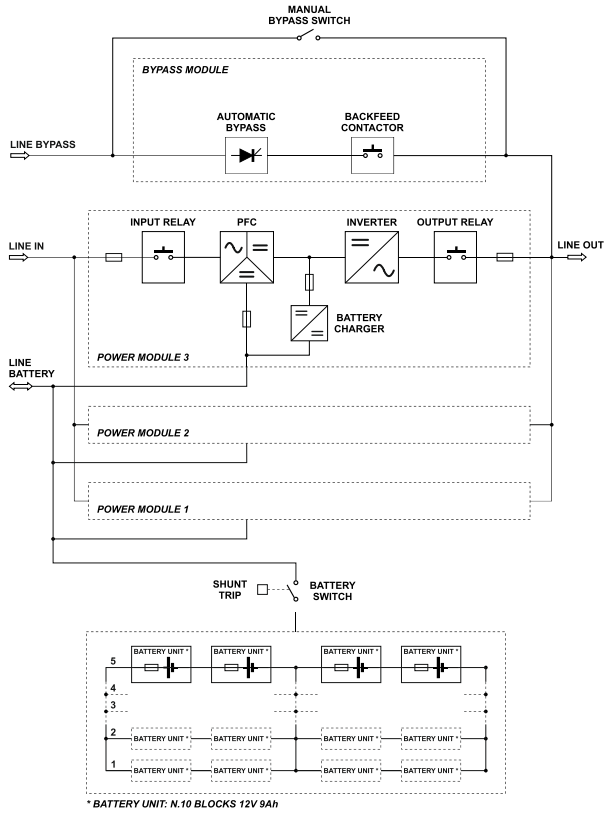 MANUAL
BYPASS SWITCH
BYPASS MODULE
AUTOMATIC
BYPASS
BACKFEED
CONTACTOR
LINE BYPASS
INPUT RELAY
PFC
INVERTER
OUTPUT RELAY
LINE IN
LINE OUT
BATTERY
CHARGER
POWER MODULE 3
LINE
BATTERY
POWER MODULE 2
POWER MODULE 1
SHUNT
TRIP
BATTERY
SWITCH
BATTERY UNIT *
BATTERY UNIT *
BATTERY UNIT *
BATTERY UNIT *
5
4
3
2
BATTERY UNIT *
BATTERY UNIT *
BATTERY UNIT *
BATTERY UNIT *
1
BATTERY UNIT *
BATTERY UNIT *
BATTERY UNIT *
BATTERY UNIT *
* BATTERY UNIT: N.10 BLOCKS 12V 9Ah